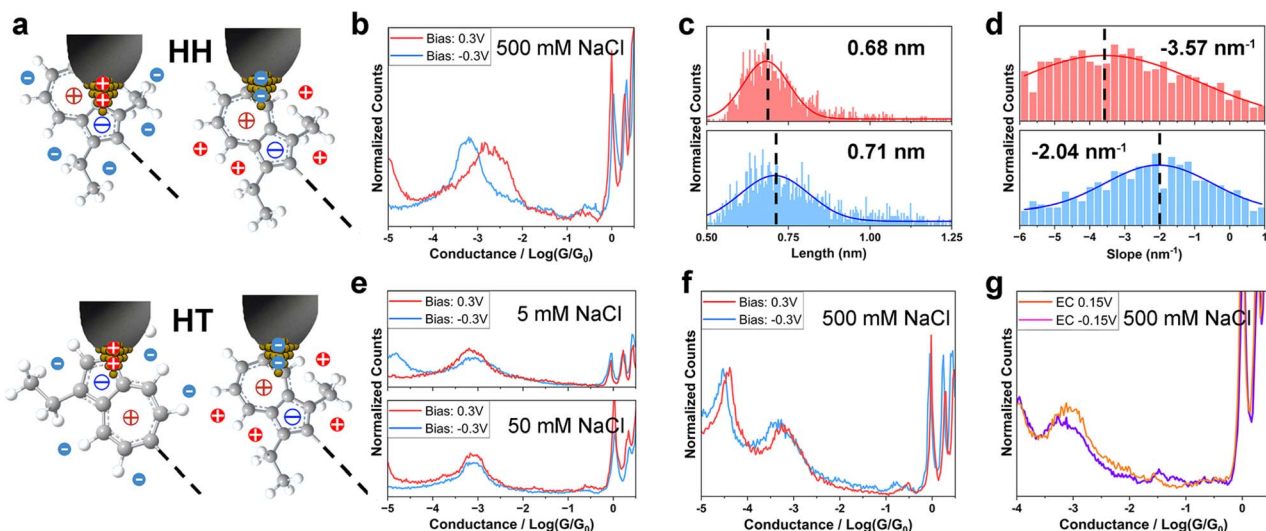 a
HH
HT
b
Bias: 0.3V
Bias: -0.3V
500 mM NaCl
Normalized Counts
−5 −4 −3 −2 −1 0
Conductance / Log(G/G₀)
c
0.68 nm
0.71 nm
Normalized Counts
0.50 0.75 1.00 1.25
Length (nm)
d
-3.57 nm⁻¹
-2.04 nm⁻¹
Normalized Counts
−6 −5 −4 −3 −2 −1 0 1
Slope (nm⁻¹)
e
Bias: 0.3V
Bias: -0.3V
5 mM NaCl
Bias: 0.3V
Bias: -0.3V
50 mM NaCl
Normalized Counts
−5 −4 −3 −2 −1 0
Conductance / Log(G/G₀)
f
Bias: 0.3V
Bias: -0.3V
500 mM NaCl
Normalized Counts
−5 −4 −3 −2 −1 0
Conductance / Log(G/G₀)
g
EC 0.15V
EC -0.15V
500 mM NaCl
Normalized Counts
−4 −3 −2 −1 0
Conductance / Log(G/G₀)